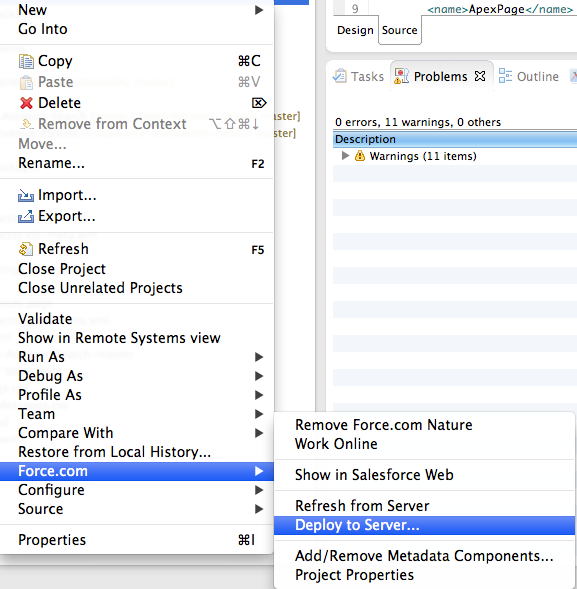 New
Go Into
Copy ⌘C
Paste ⌘V
Delete ⌦
Remove from Context ⌥⇧⌘↓
Move...
Rename... F2
Import...
Export...
Refresh F5
Close Project
Close Unrelated Projects
Validate
Show in Remote Systems view
Run As
Debug As
Profile As
Team
Compare With
Restore from Local History...
Force.com
Configure
Source
Properties ⌘I
aster]
ster]
9 <name>ApexPage</name>
Design Source
Tasks Problems Outline
0 errors, 11 warnings, 0 others
Description
Warnings (11 items)
Remove Force.com Nature
Work Online
Show in Salesforce Web
Refresh from Server
Deploy to Server...
Add/Remove Metadata Components...
Project Properties